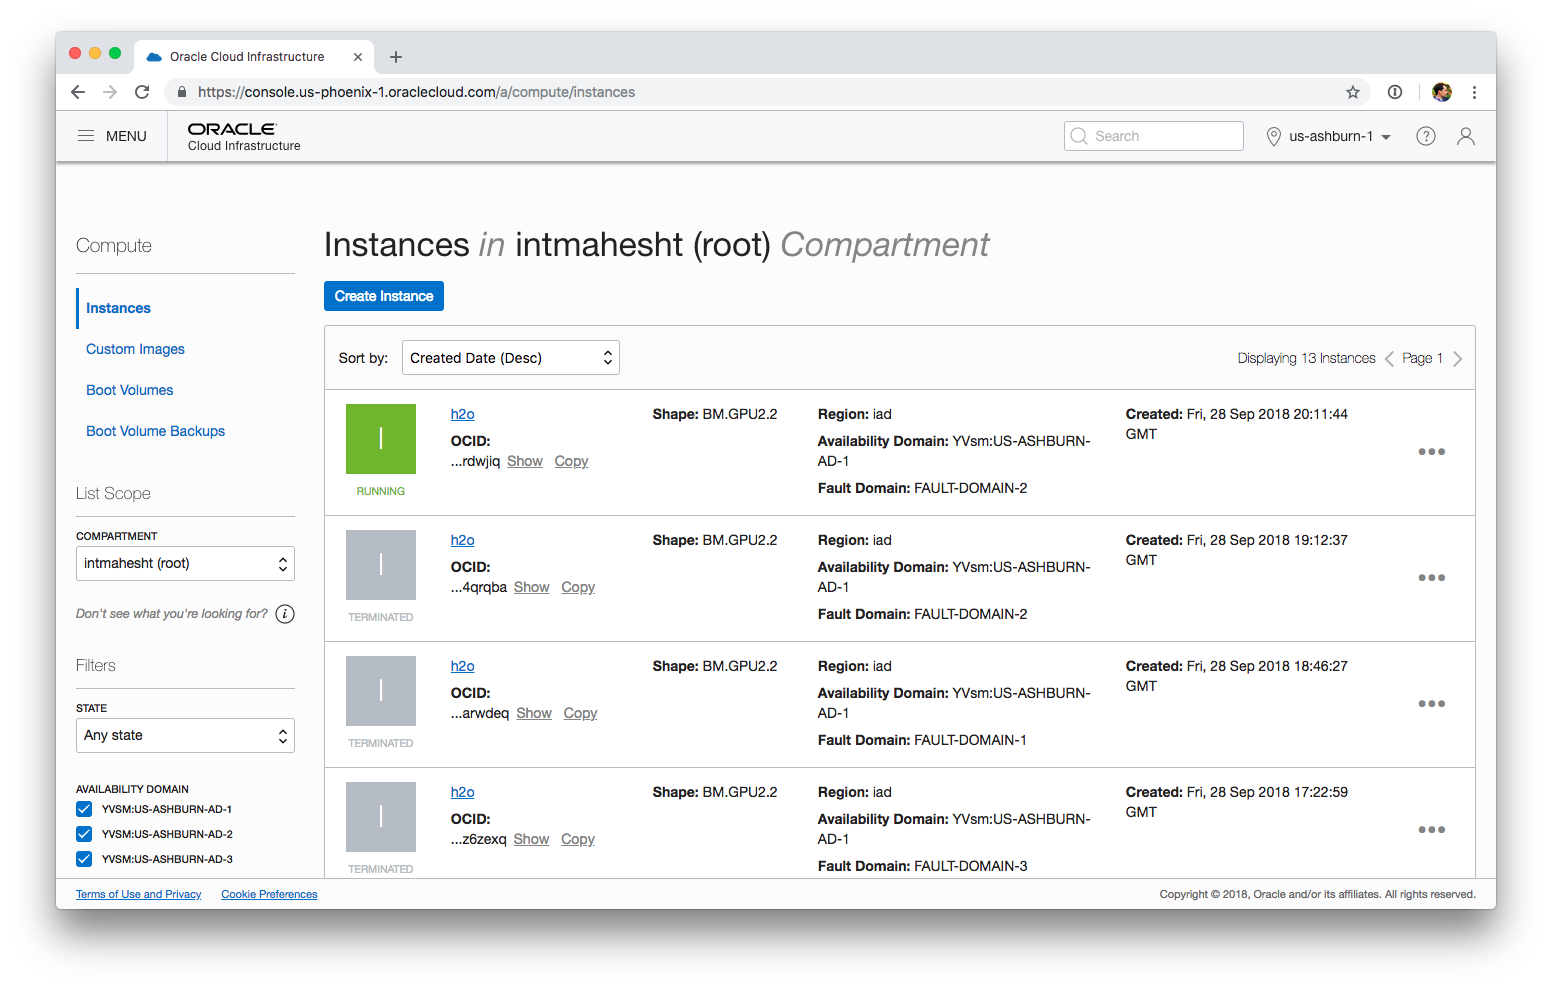 Oracle Cloud Infrastructure
https://console.us-phoenix-1.oraclecloud.com/a/compute/instances
MENU
ORACLE
Cloud Infrastructure
Search
us-ashburn-1
Compute
Instances
Custom Images
Boot Volumes
Boot Volume Backups
List Scope
COMPARTMENT
intmahesht (root)
Don't see what you're looking for?
Filters
STATE
Any state
AVAILABILITY DOMAIN
YVSM:US-ASHBURN-AD-1
YVSM:US-ASHBURN-AD-2
YVSM:US-ASHBURN-AD-3
Instances in intmahesht (root) Compartment
Create Instance
Sort by: Created Date (Desc)
Displaying 13 Instances Page 1
I
RUNNING
h2o
OCID:
...rdwjiq Show Copy
Shape: BM.GPU2.2
Region: iad
Availability Domain: YVsm:US-ASHBURN-
AD-1
Fault Domain: FAULT-DOMAIN-2
Created: Fri, 28 Sep 2018 20:11:44
GMT
I
TERMINATED
h2o
OCID:
...4qrqba Show Copy
Shape: BM.GPU2.2
Region: iad
Availability Domain: YVsm:US-ASHBURN-
AD-1
Fault Domain: FAULT-DOMAIN-2
Created: Fri, 28 Sep 2018 19:12:37
GMT
I
TERMINATED
h2o
OCID:
...arwdeq Show Copy
Shape: BM.GPU2.2
Region: iad
Availability Domain: YVsm:US-ASHBURN-
AD-1
Fault Domain: FAULT-DOMAIN-1
Created: Fri, 28 Sep 2018 18:46:27
GMT
I
TERMINATED
h2o
OCID:
...z6zexq Show Copy
Shape: BM.GPU2.2
Region: iad
Availability Domain: YVsm:US-ASHBURN-
AD-1
Fault Domain: FAULT-DOMAIN-3
Created: Fri, 28 Sep 2018 17:22:59
GMT
Terms of Use and Privacy Cookie Preferences
Copyright © 2018, Oracle and/or its affiliates. All rights reserved.